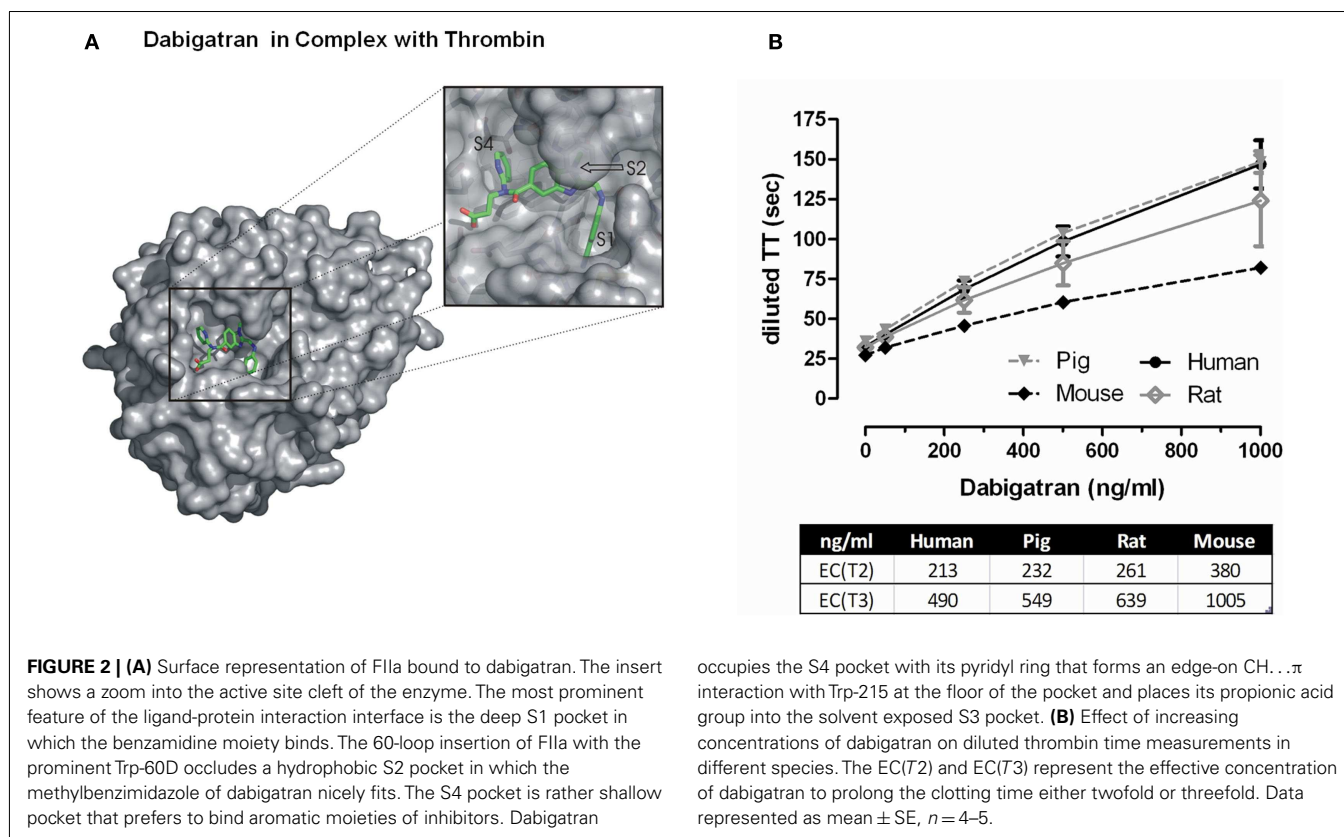 A Dabigatran in Complex with Thrombin
S4
S2
S1
B
diluted TT (sec)
175
150
125
100
75
50
25
0
Pig
Human
Mouse
Rat
0 200 400 600 800 1000
Dabigatran (ng/ml)
ng/ml Human Pig Rat Mouse
EC(T2) 213 232 261 380
EC(T3) 490 549 639 1005
FIGURE 2 | (A) Surface representation of FIIa bound to dabigatran. The insert
shows a zoom into the active site cleft of the enzyme. The most prominent
feature of the ligand-protein interaction interface is the deep S1 pocket in
which the benzamidine moiety binds. The 60-loop insertion of FIIa with the
prominent Trp-60D occludes a hydrophobic S2 pocket in which the
methylbenzimidazole of dabigatran nicely fits. The S4 pocket is rather shallow
pocket that prefers to bind aromatic moieties of inhibitors. Dabigatran
occupies the S4 pocket with its pyridyl ring that forms an edge-on CH...π
interaction with Trp-215 at the floor of the pocket and places its propionic acid
group into the solvent exposed S3 pocket. (B) Effect of increasing
concentrations of dabigatran on diluted thrombin time measurements in
different species. The EC(T2) and EC(T3) represent the effective concentration
of dabigatran to prolong the clotting time either twofold or threefold. Data
represented as mean ± SE, n = 4–5.